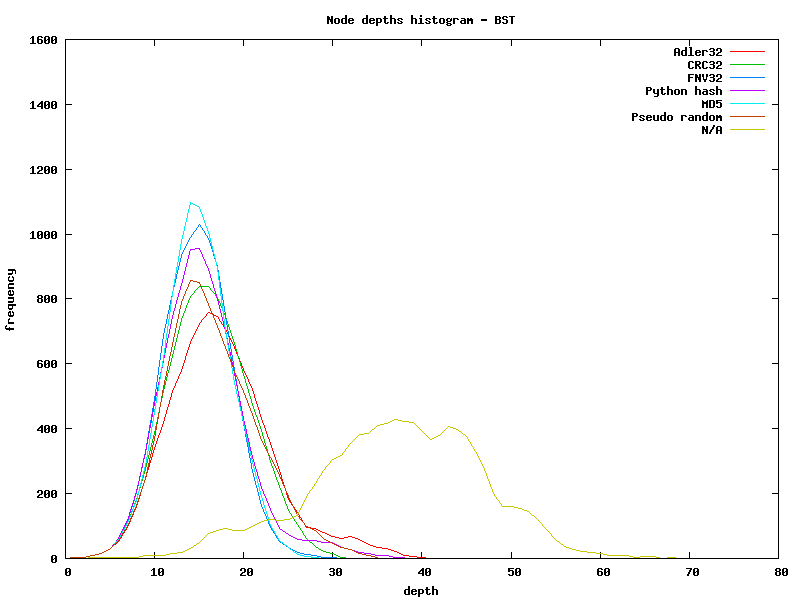 Node depths histogram - BST
1600
1400
1200
1000
800
600
400
200
0
frequency
Adler32
CRC32
FNV32
Python hash
MD5
Pseudo random
N/A
0 10 20 30 40 50 60 70 80
depth